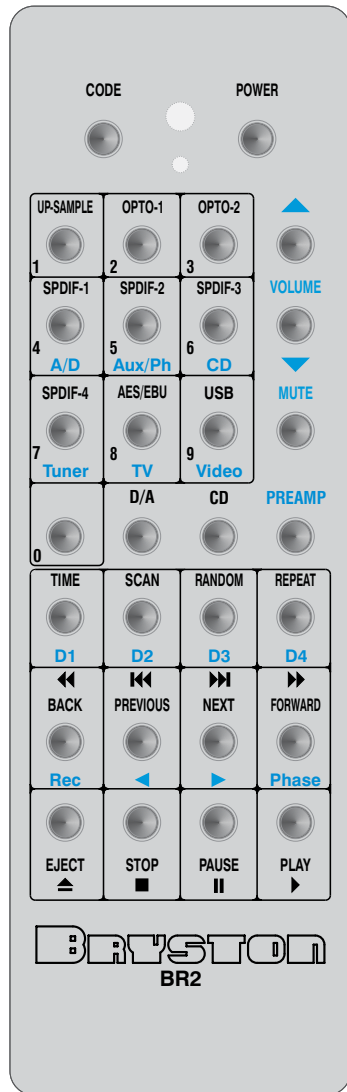 CODE POWER
UP-SAMPLE OPTO-1 OPTO-2
1 2 3
SPDIF-1 SPDIF-2 SPDIF-3 VOLUME
4 5 6
A/D Aux/Ph CD
SPDIF-4 AES/EBU USB MUTE
7 8 9
Tuner TV Video
D/A CD PREAMP
0
TIME SCAN RANDOM REPEAT
D1 D2 D3 D4
BACK PREVIOUS NEXT FORWARD
Rec Phase
EJECT STOP PAUSE PLAY
BRYSTON
BR2